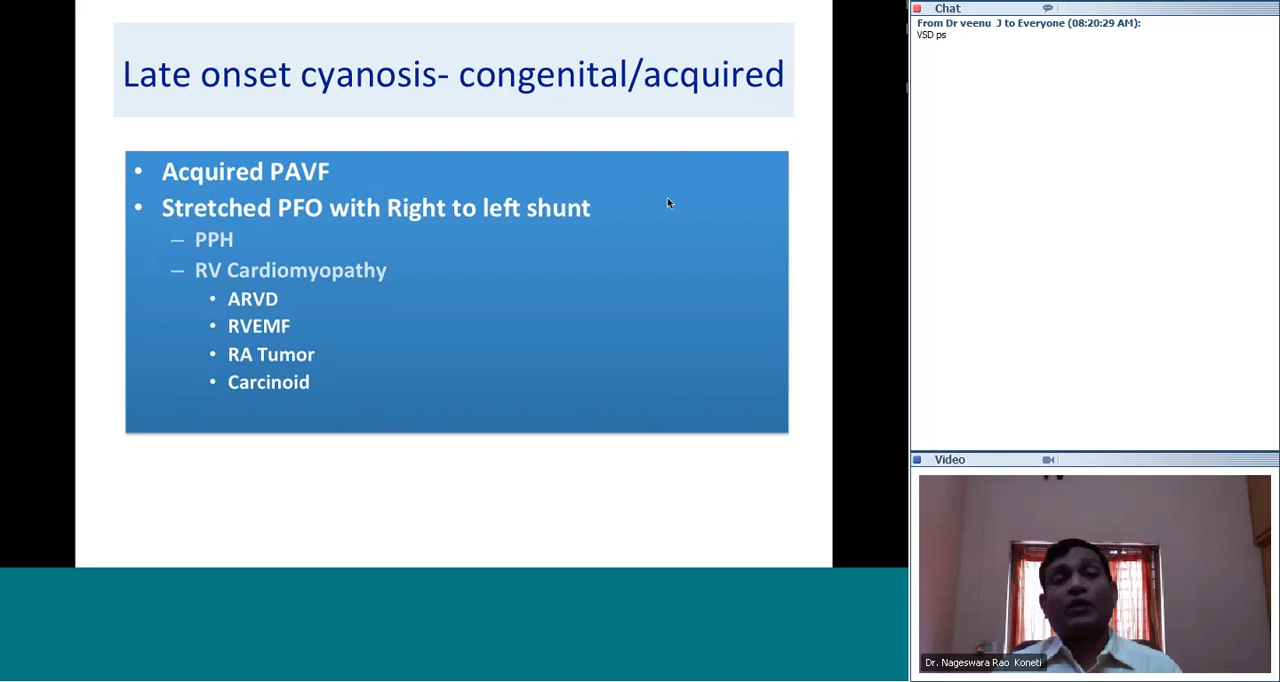 Late onset cyanosis- congenital/acquired
• Acquired PAVF
• Stretched PFO with Right to left shunt
– PPH
– RV Cardiomyopathy
• ARVD
• RVEMF
• RA Tumor
• Carcinoid
Chat
From Dr veenu J to Everyone (08:20:29 AM):
VSD ps
Video
Dr. Nageswara Rao Koneti